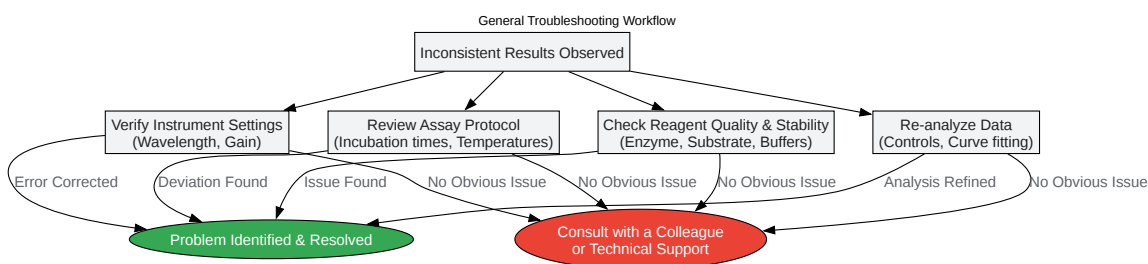 General Troubleshooting Workflow
Inconsistent Results Observed
Verify Instrument Settings
(Wavelength, Gain)
Review Assay Protocol
(Incubation times, Temperatures)
Check Reagent Quality & Stability
(Enzyme, Substrate, Buffers)
Re-analyze Data
(Controls, Curve fitting)
Error Corrected
Deviation Found
Issue Found
No Obvious Issue
No Obvious Issue
No Obvious Issue
Analysis Refined
No Obvious Issue
Problem Identified & Resolved
Consult with a Colleague
or Technical Support